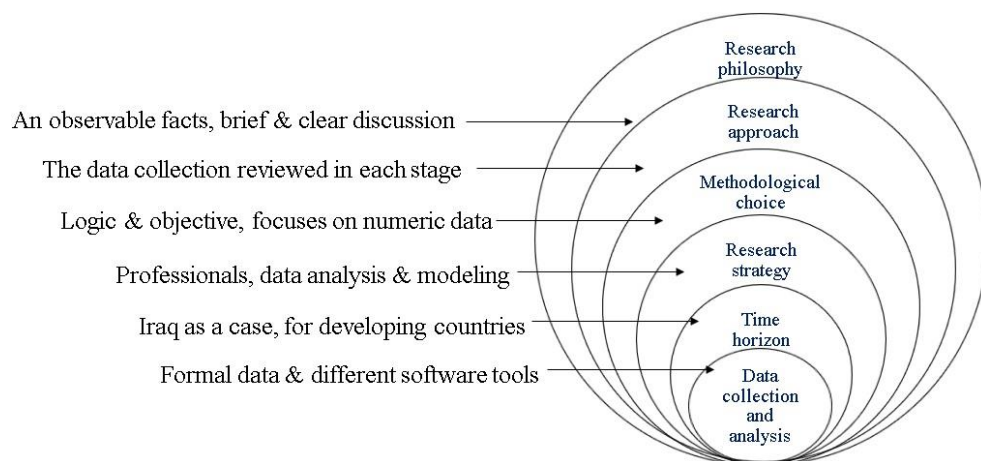 Research
philosophy
An observable facts, brief & clear discussion
Research
approach
The data collection reviewed in each stage
Methodological
choice
Logic & objective, focuses on numeric data
Research
strategy
Professionals, data analysis & modeling
Time
horizon
Iraq as a case, for developing countries
Formal data & different software tools
Data
collection
and
analysis